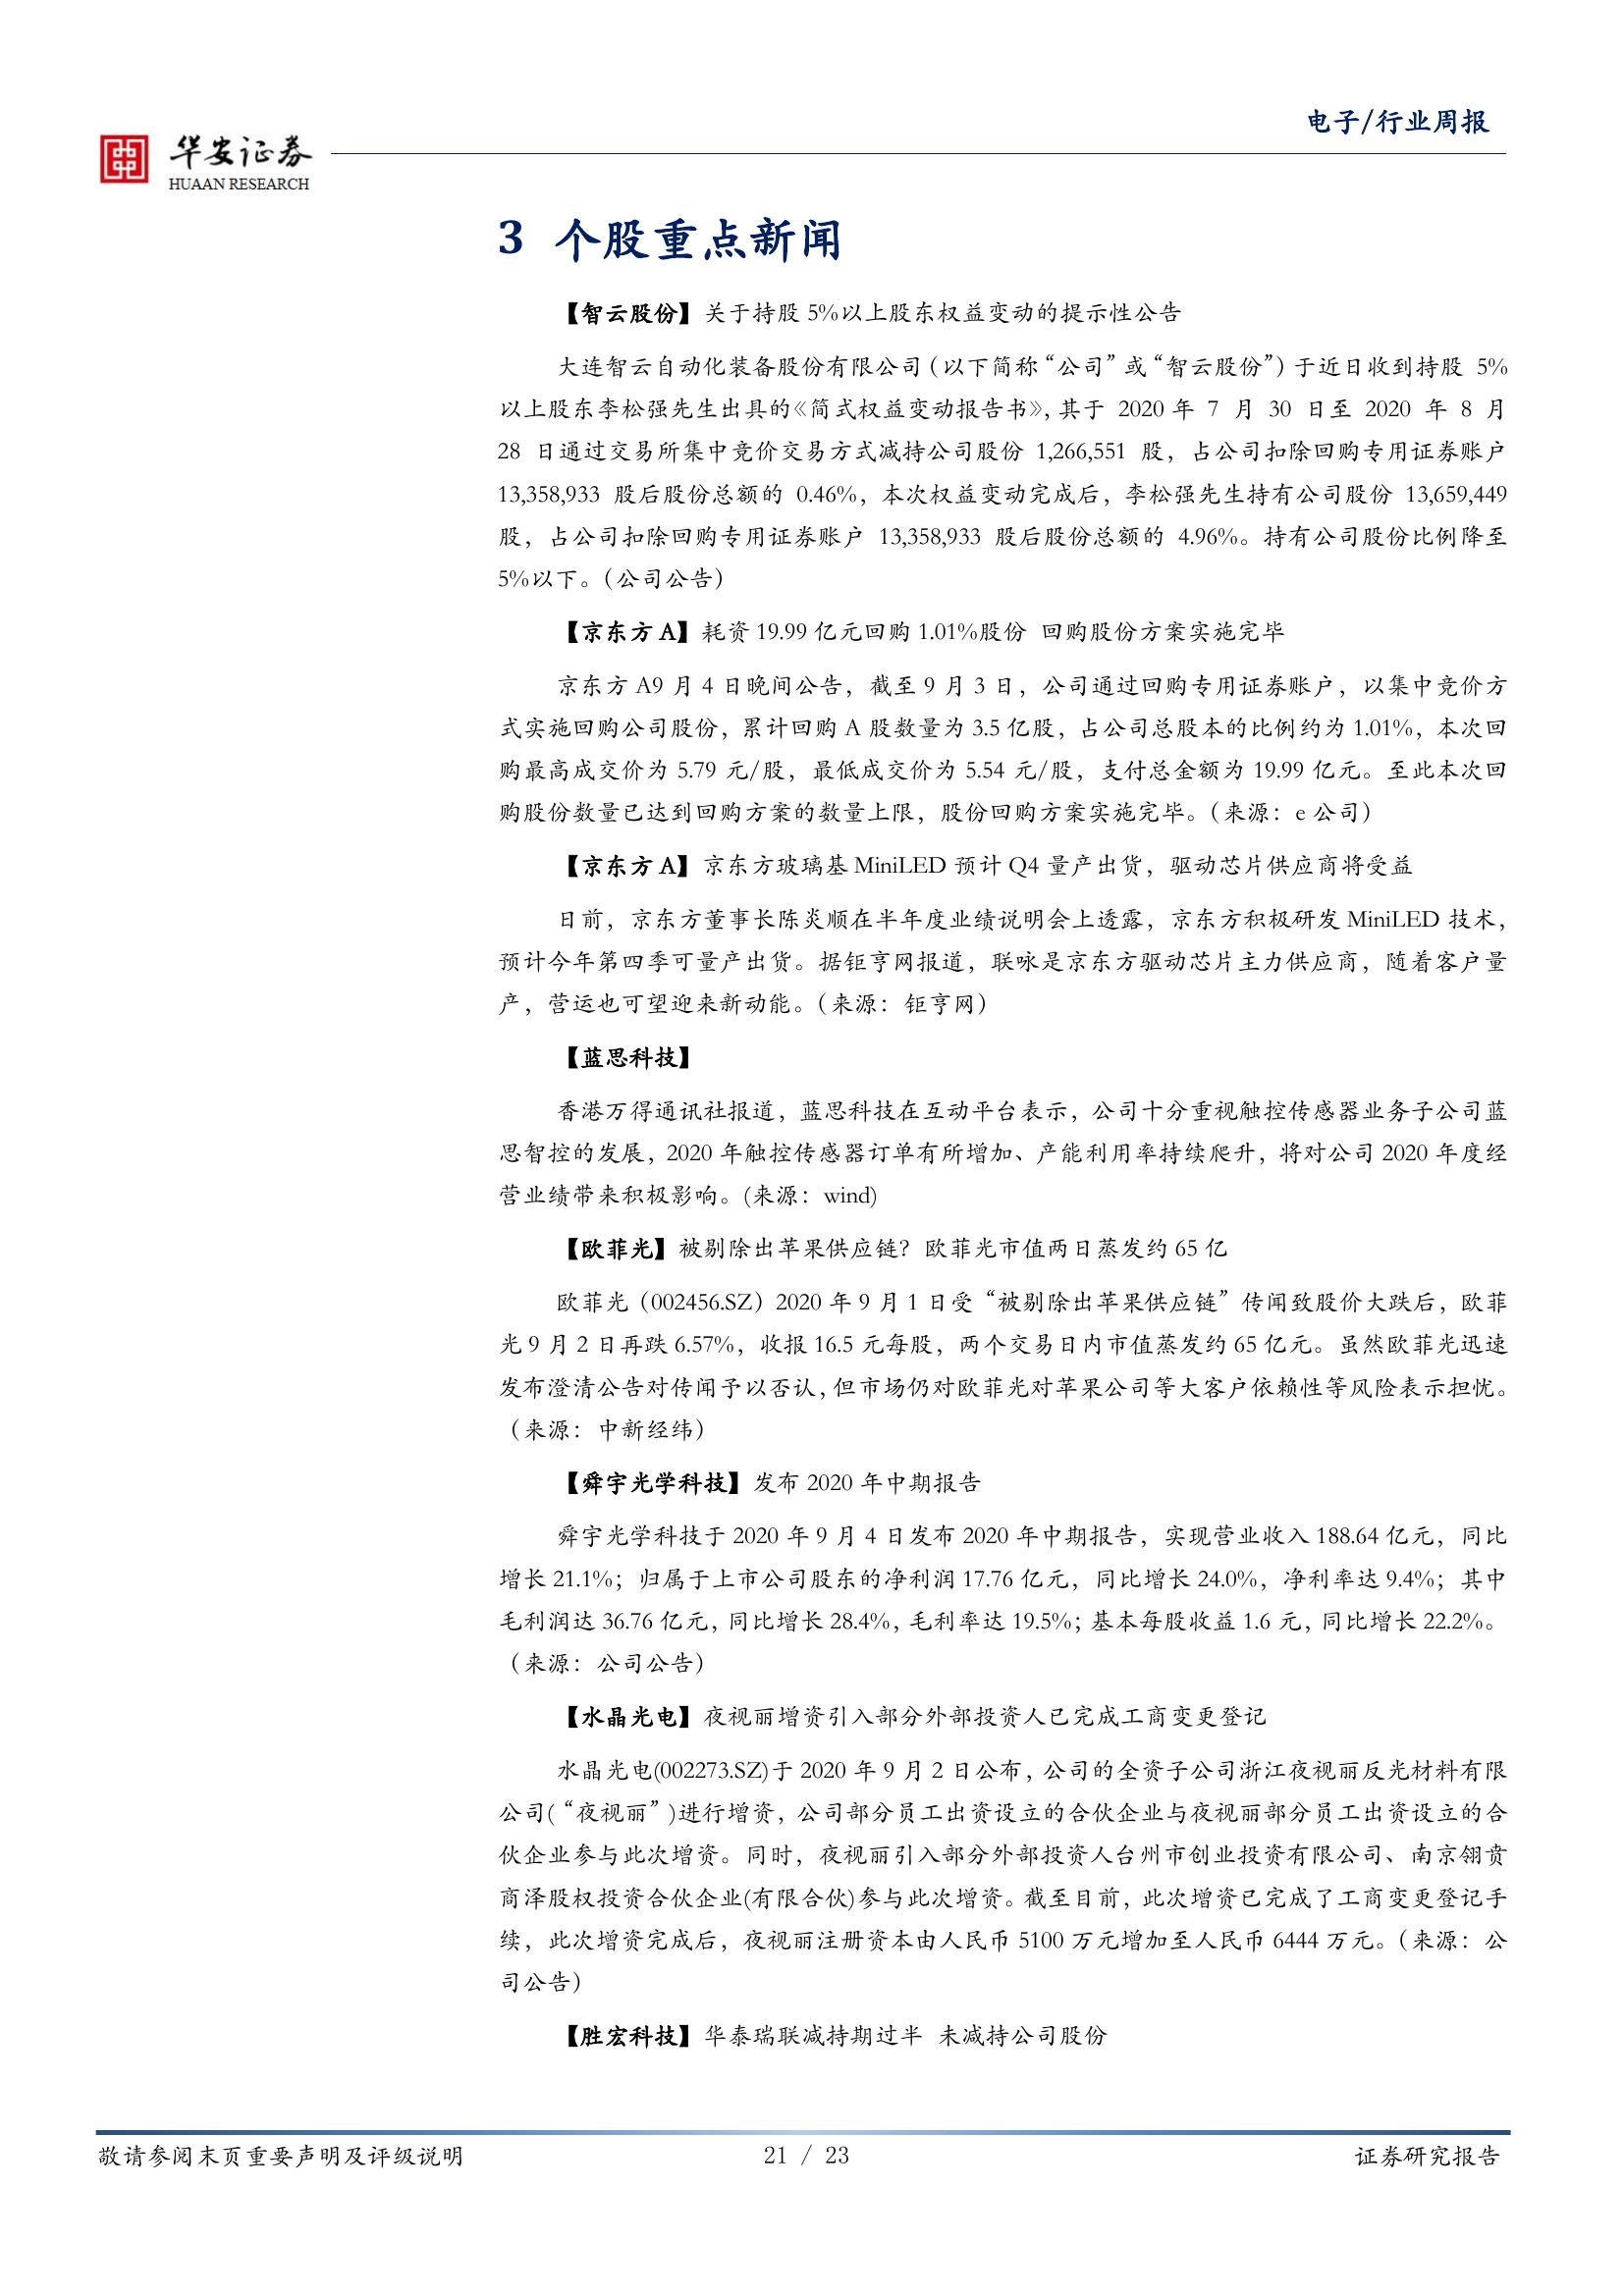 电子/行业周报
华安证券
HUAAN RESEARCH
3 个股重点新闻
【智云股份】关于持股 5%以上股东权益变动的提示性公告
大连智云自动化装备股份有限公司（以下简称“公司”或“智云股份”）于近日收到持股 5%
以上股东李松强先生出具的《简式权益变动报告书》，其于 2020 年 7 月 30 日至 2020 年 8 月
28 日通过交易所集中竞价交易方式减持公司股份 1,266,551 股，占公司扣除回购专用证券账户
13,358,933 股后股份总额的 0.46%，本次权益变动完成后，李松强先生持有公司股份 13,659,449
股，占公司扣除回购专用证券账户 13,358,933 股后股份总额的 4.96%。持有公司股份比例降至
5%以下。（公司公告）
【京东方 A】耗资 19.99 亿元回购 1.01%股份 回购股份方案实施完毕
京东方 A9 月 4 日晚间公告，截至 9 月 3 日，公司通过回购专用证券账户，以集中竞价方
式实施回购公司股份，累计回购 A 股数量为 3.5 亿股，占公司总股本的比例约为 1.01%，本次回
购最高成交价为 5.79 元/股，最低成交价为 5.54 元/股，支付总金额为 19.99 亿元。至此本次回
购股份数量已达到回购方案的数量上限，股份回购方案实施完毕。（来源：e 公司）
【京东方 A】京东方玻璃基 MiniLED 预计 Q4 量产出货，驱动芯片供应商将受益
日前，京东方董事长陈炎顺在半年度业绩说明会上透露，京东方积极研发 MiniLED 技术，
预计今年第四季可量产出货。据钜亨网报道，联咏是京东方驱动芯片主力供应商，随着客户量
产，营运也可望迎来新动能。（来源：钜亨网）
【蓝思科技】
香港万得通讯社报道，蓝思科技在互动平台表示，公司十分重视触控传感器业务子公司蓝
思智控的发展，2020 年触控传感器订单有所增加、产能利用率持续爬升，将对公司 2020 年度经
营业绩带来积极影响。(来源：wind)
【欧菲光】被剔除出苹果供应链？欧菲光市值两日蒸发约 65 亿
欧菲光（002456.SZ）2020 年 9 月 1 日受“被剔除出苹果供应链”传闻致股价大跌后，欧菲
光 9 月 2 日再跌 6.57%，收报 16.5 元每股，两个交易日内市值蒸发约 65 亿元。虽然欧菲光迅速
发布澄清公告对传闻予以否认，但市场仍对欧菲光对苹果公司等大客户依赖性等风险表示担忧。
（来源：中新经纬）
【舜宇光学科技】发布 2020 年中期报告
舜宇光学科技于 2020 年 9 月 4 日发布 2020 年中期报告，实现营业收入 188.64 亿元，同比
增长 21.1%；归属于上市公司股东的净利润 17.76 亿元，同比增长 24.0%，净利率达 9.4%；其中
毛利润达 36.76 亿元，同比增长 28.4%，毛利率达 19.5%；基本每股收益 1.6 元，同比增长 22.2%。
（来源：公司公告）
【水晶光电】夜视丽增资引入部分外部投资人已完成工商变更登记
水晶光电(002273.SZ)于 2020 年 9 月 2 日公布，公司的全资子公司浙江夜视丽反光材料有限
公司(“夜视丽”)进行增资，公司部分员工出资设立的合伙企业与夜视丽部分员工出资设立的合
伙企业参与此次增资。同时，夜视丽引入部分外部投资人台州市创业投资有限公司、南京翎贲
商泽股权投资合伙企业(有限合伙)参与此次增资。截至目前，此次增资已完成了工商变更登记手
续，此次增资完成后，夜视丽注册资本由人民币 5100 万元增加至人民币 6444 万元。（来源：公
司公告）
【胜宏科技】华泰瑞联减持期过半 未减持公司股份
敬请参阅末页重要声明及评级说明
21 / 23
证券研究报告